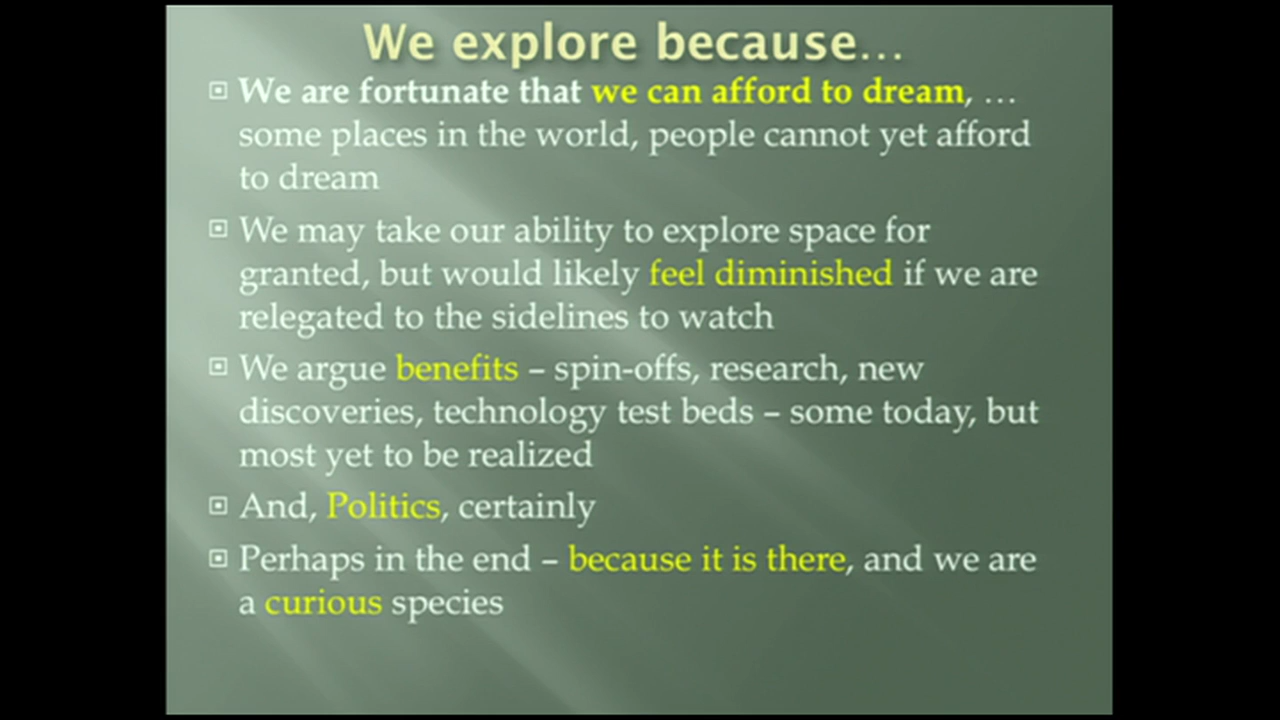 We explore because…
We are fortunate that we can afford to dream, …
some places in the world, people cannot yet afford
to dream
We may take our ability to explore space for
granted, but would likely feel diminished if we are
relegated to the sidelines to watch
We argue benefits – spin-offs, research, new
discoveries, technology test beds – some today, but
most yet to be realized
And, Politics, certainly
Perhaps in the end – because it is there, and we are
a curious species